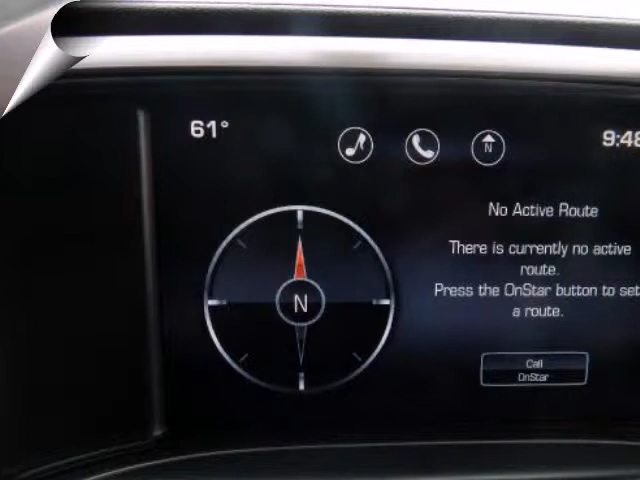 61°
N
9:48
No Active Route
There is currently no active
route.
Press the OnStar button to set
a route.
N
Call
OnStar